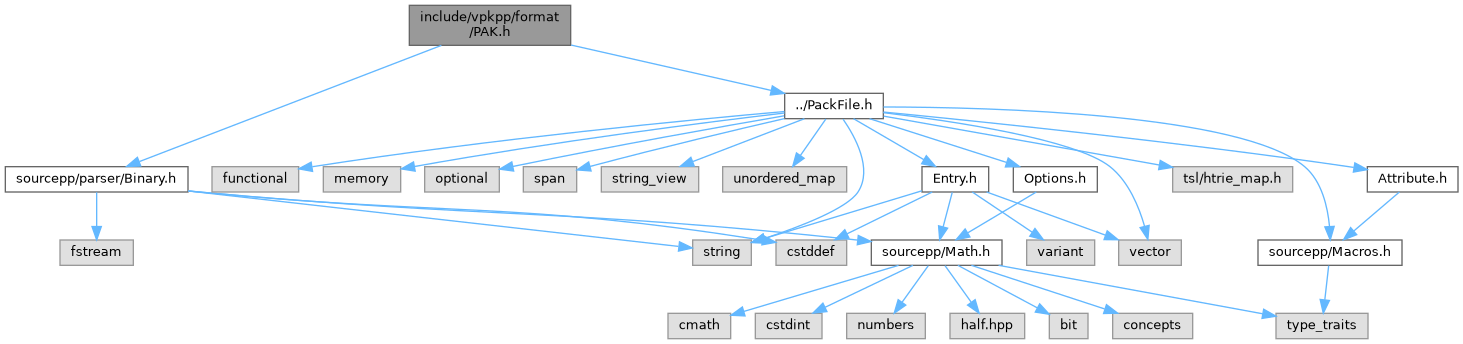 include/vpkpp/format
/PAK.h
../PackFile.h
sourcepp/parser/Binary.h
functional
memory
optional
span
string_view
unordered_map
Entry.h
Options.h
tsl/htrie_map.h
Attribute.h
fstream
string
cstddef
sourcepp/Math.h
variant
vector
sourcepp/Macros.h
cmath
cstdint
numbers
half.hpp
bit
concepts
type_traits